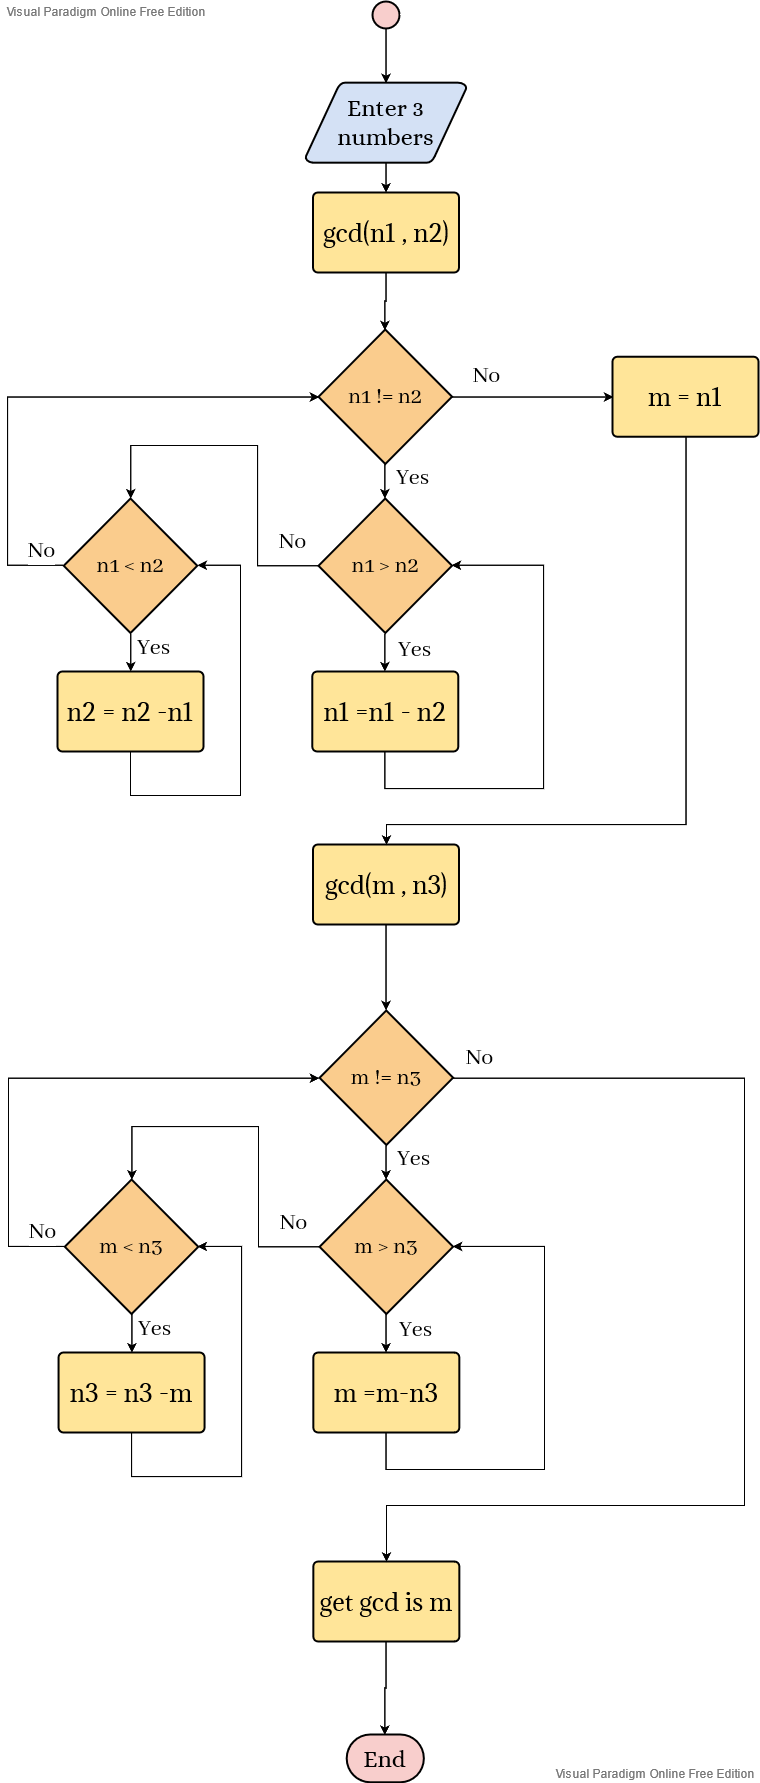 Visual Paradigm Online Free Edition
Enter 3
numbers
gcd(n1 , n2)
n1 != n2
No
m = n1
Yes
n1 > n2
No
Yes
n1 =n1 - n2
n1 < n2
No
Yes
n2 = n2 -n1
gcd(m , n3)
m != n3
No
Yes
m > n3
No
Yes
m =m-n3
m < n3
No
Yes
n3 = n3 -m
get gcd is m
End
Visual Paradigm Online Free Edition